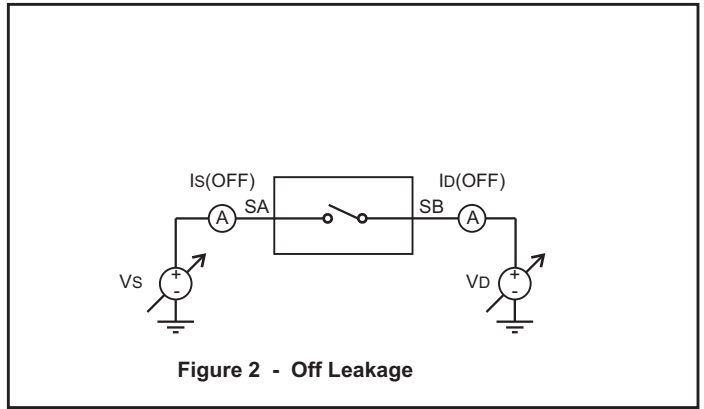 IS(OFF) ID(OFF)
A SA SB A
VS + - VD + -
Figure 2 - Off Leakage